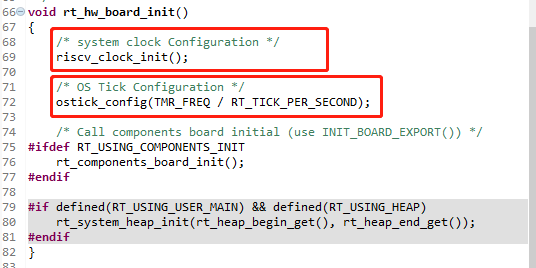 66 void rt_hw_board_init()
67 {
68     /* system clock Configuration */
69     riscv_clock_init();
70
71     /* OS Tick Configuration */
72     ostick_config(TMR_FREQ / RT_TICK_PER_SECOND);
73
74     /* Call components board initial (use INIT_BOARD_EXPORT()) */
75 #ifdef RT_USING_COMPONENTS_INIT
76     rt_components_board_init();
77 #endif
78
79 #if defined(RT_USING_USER_MAIN) && defined(RT_USING_HEAP)
80     rt_system_heap_init(rt_heap_begin_get(), rt_heap_end_get());
81 #endif
82 }